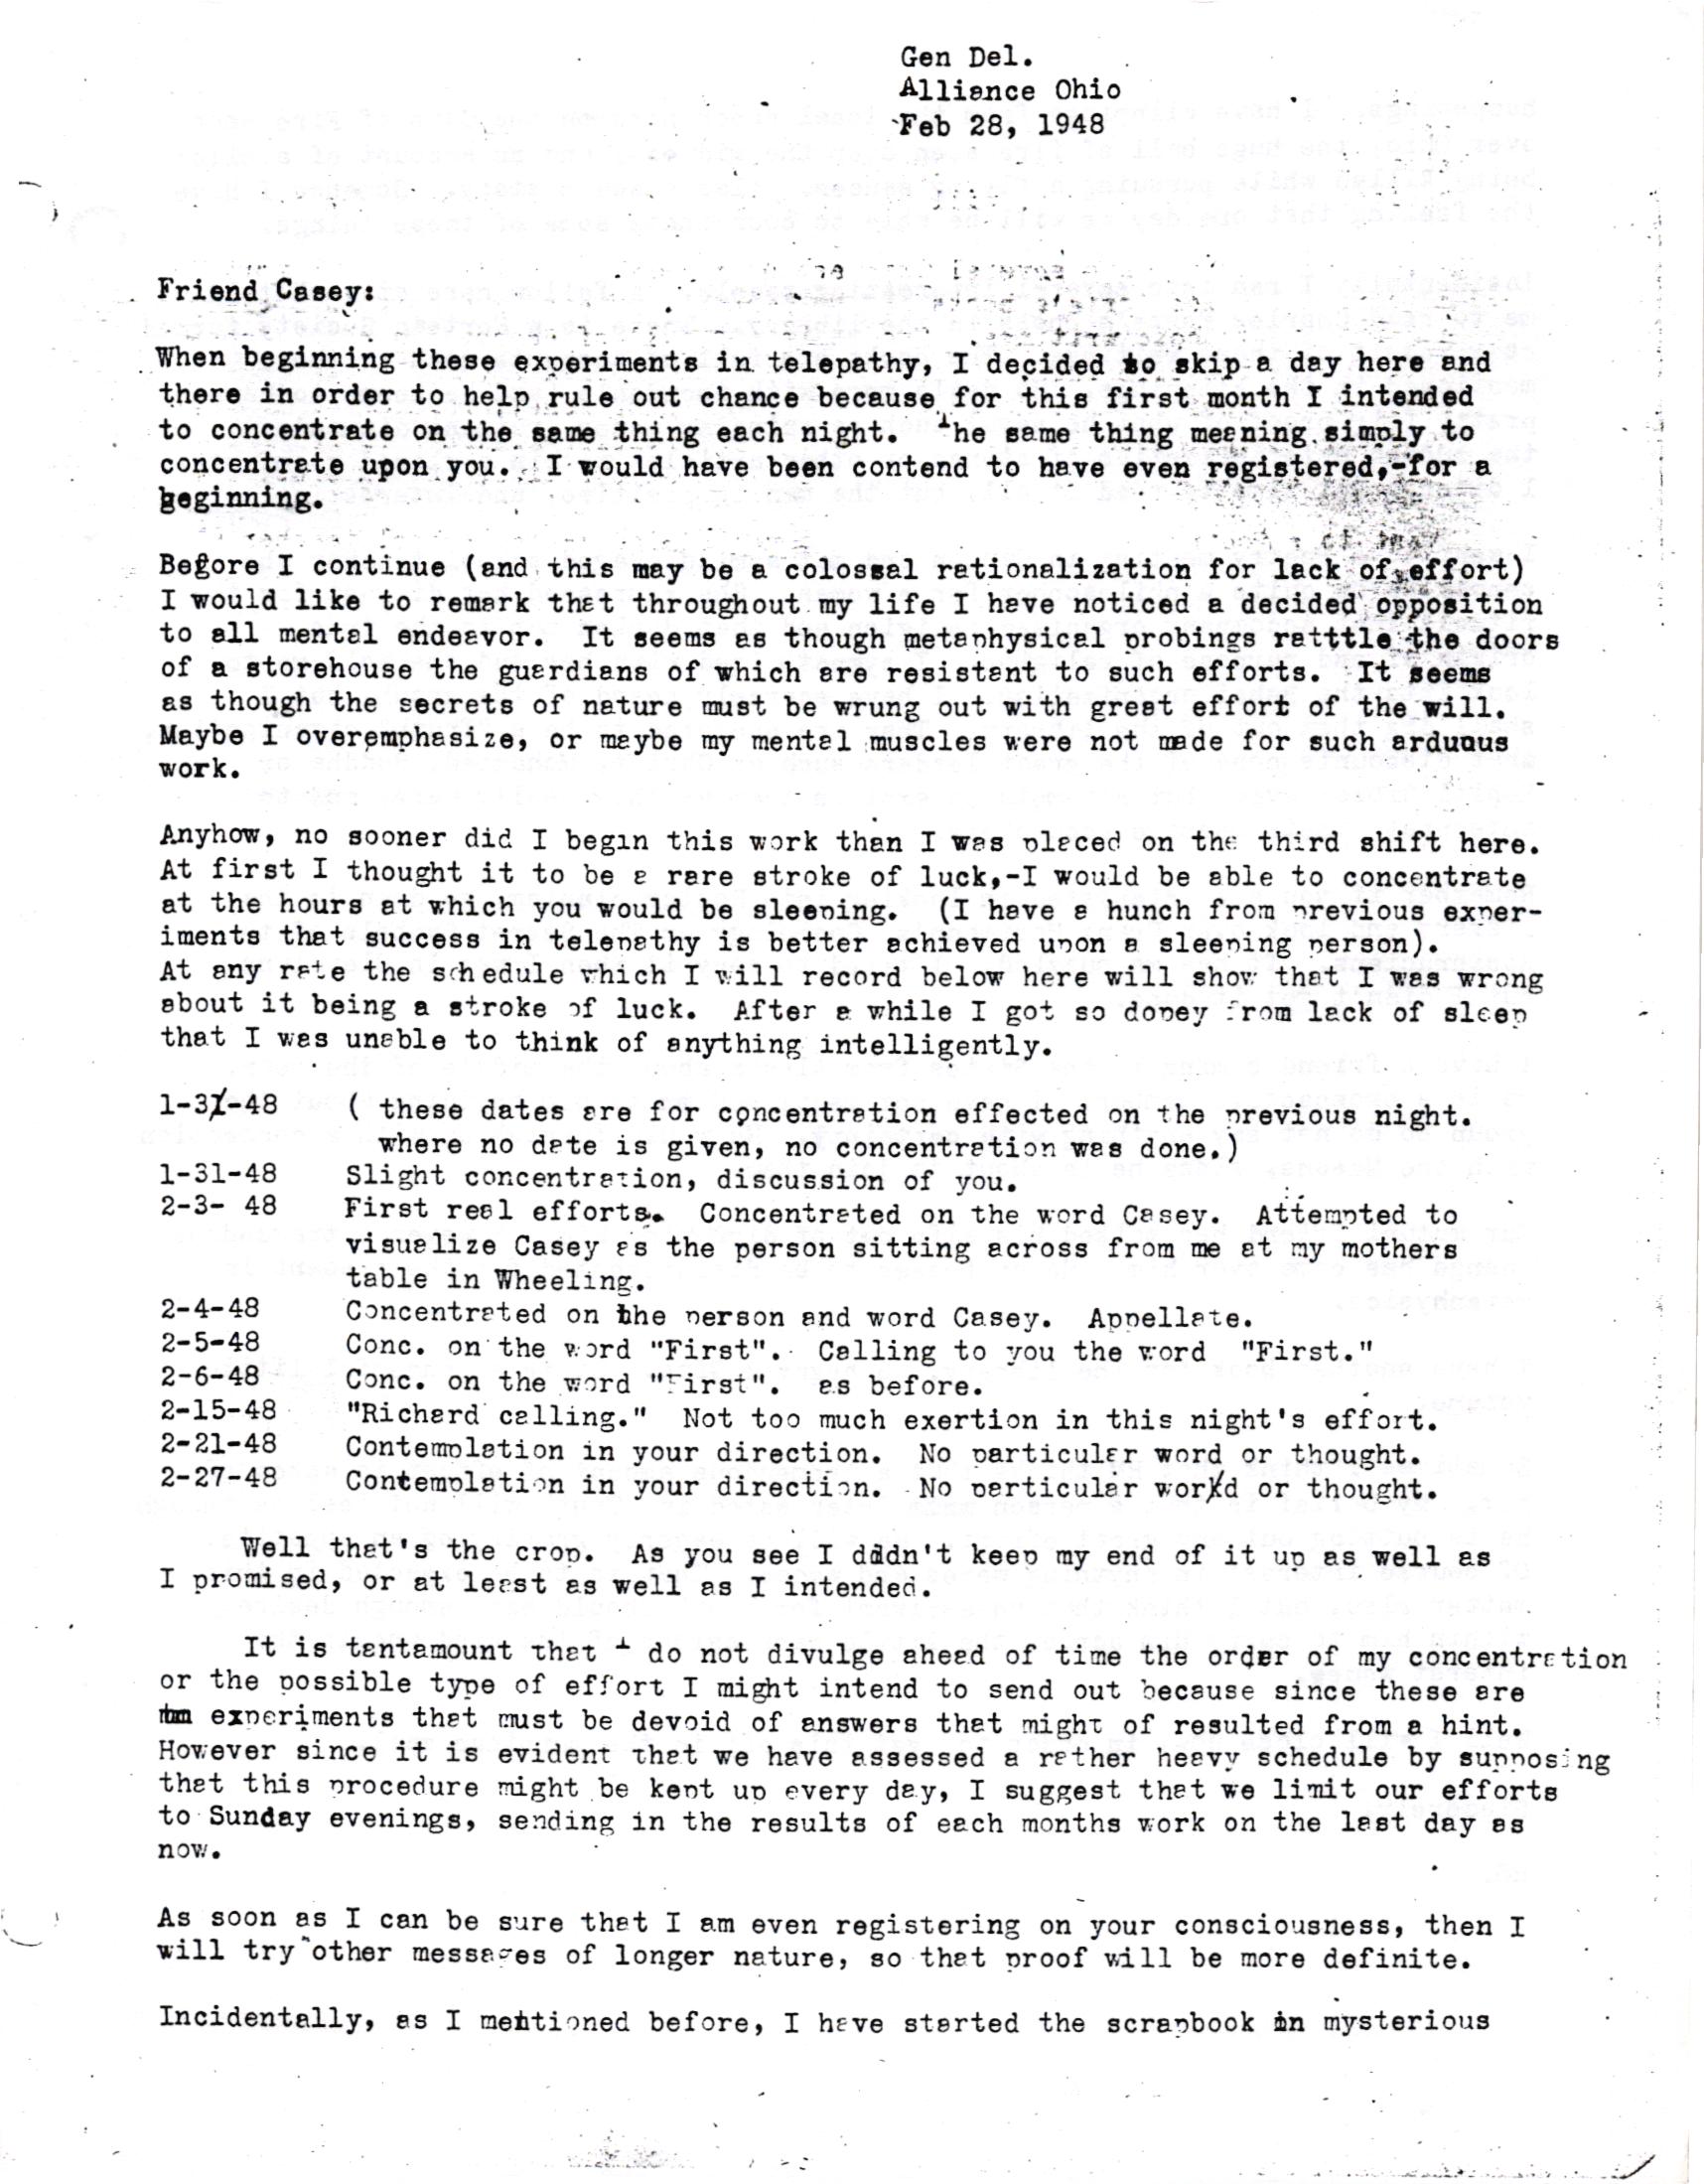 Gen Del.
Alliance Ohio
Feb 28, 1948
Friend Casey:
When beginning these experiments in telepathy, I decided to skip a day here and
there in order to help rule out chance because for this first month I intended
to concentrate on the same thing each night. The same thing meaning simply to
concentrate upon you. I would have been contend to have even registered,-for a
beginning.
Before I continue (and this may be a colossal rationalization for lack of effort)
I would like to remark that throughout my life I have noticed a decided opposition
to all mental endeavor. It seems as though metaphysical probings ratttle the doors
of a storehouse the guardians of which are resistant to such efforts. It seems
as though the secrets of nature must be wrung out with great effort of the will.
Maybe I overemphasize, or maybe my mental muscles were not made for such arduous
work.
Anyhow, no sooner did I begin this work than I was placed on the third shift here.
At first I thought it to be a rare stroke of luck,-I would be able to concentrate
at the hours at which you would be sleeping. (I have a hunch from previous exper-
iments that success in telepathy is better achieved upon a sleeping person).
At any rate the schedule which I will record below here will show that I was wrong
about it being a stroke of luck. After a while I got so dopey from lack of sleep
that I was unable to think of anything intelligently.
1-31-48 ( these dates are for concentration effected on the previous night.
where no date is given, no concentration was done.)
1-31-48 Slight concentration, discussion of you.
2-3- 48 First real efforts. Concentrated on the word Casey. Attempted to
visualize Casey as the person sitting across from me at my mothers
table in Wheeling.
2-4-48 Concentrated on the person and word Casey. Appellate.
2-5-48 Conc. on the word "First". Calling to you the word "First."
2-6-48 Conc. on the word "First". as before.
2-15-48 "Richard calling." Not too much exertion in this night's effort.
2-21-48 Contemplation in your direction. No particular word or thought.
2-27-48 Contemplation in your direction. No particular word or thought.
Well that's the crop. As you see I dddn't keep my end of it up as well as
I promised, or at least as well as I intended.
It is tantamount that I do not divulge ahead of time the order of my concentration
or the possible type of effort I might intend to send out because since these are
experiments that must be devoid of answers that might of resulted from a hint.
However since it is evident that we have assessed a rather heavy schedule by supposing
that this procedure might be kept up every day, I suggest that we limit our efforts
to Sunday evenings, sending in the results of each months work on the last day as
now.
As soon as I can be sure that I am even registering on your consciousness, then I
will try other messages of longer nature, so that proof will be more definite.
Incidentally, as I mentioned before, I have started the scrapbook in mysterious